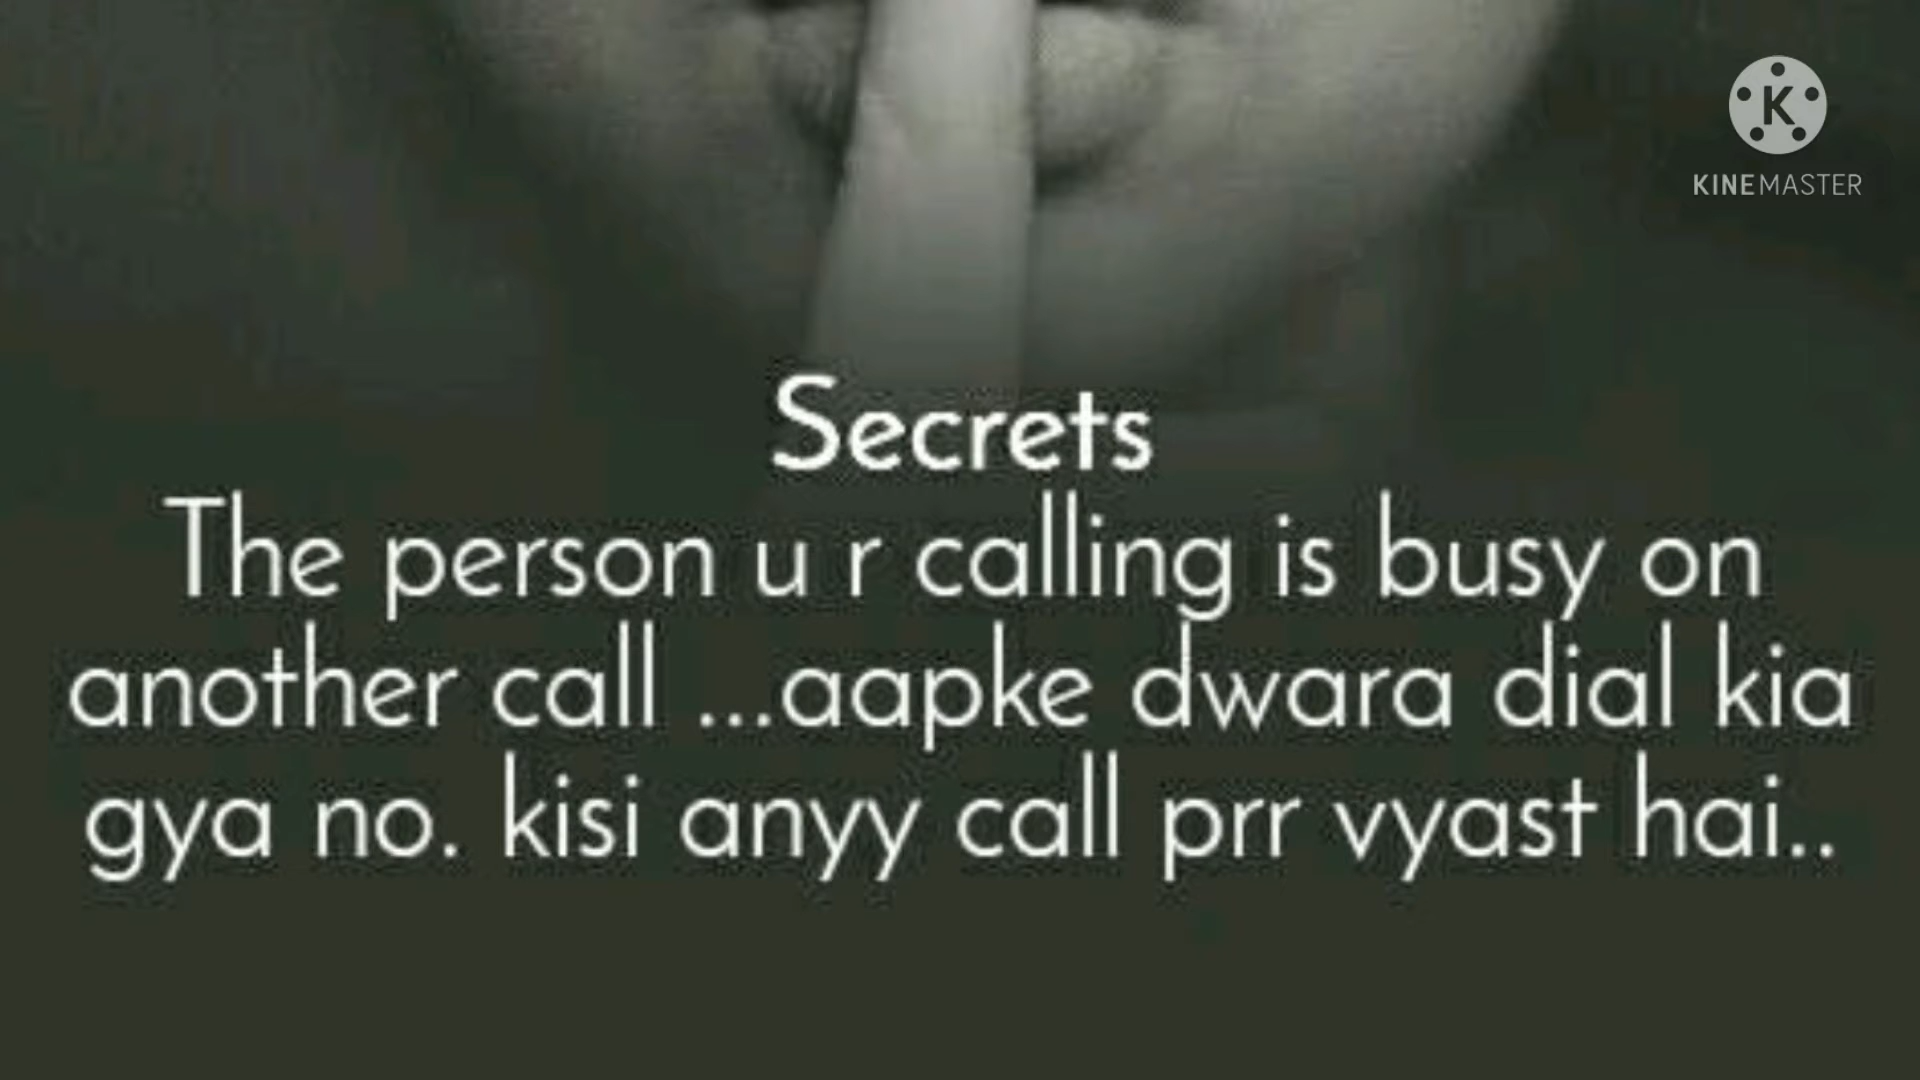 K
KINEMASTER
Secrets
The person u r calling is busy on
another call ...aapke dwara dial kia
gya no. kisi anyy call prr vyast hai..